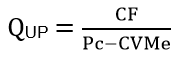 QUP = CF
Pc−CVMe